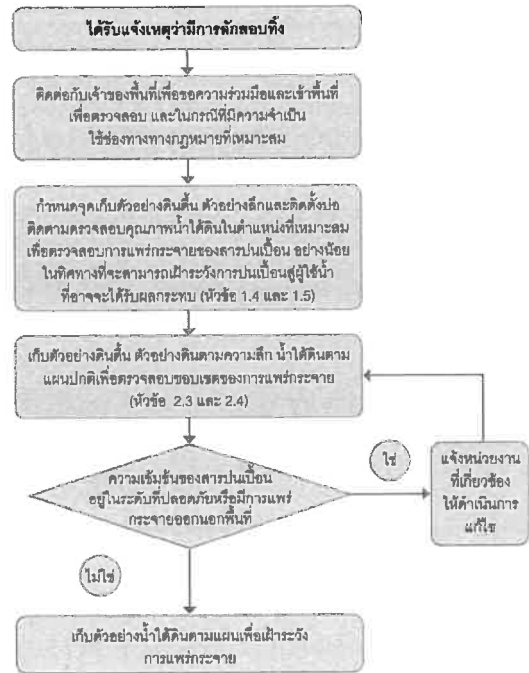 ได้รับแจ้งเหตุว่ามีการลักลอบทิ้ง
ติดต่อกับเจ้าของพื้นที่เพื่อขอความร่วมมือและเข้าพื้นที่
เพื่อตรวจสอบ และในกรณีที่มีความจำเป็น
ใช้ช่องทางทางกฎหมายที่เหมาะสม
กำหนดจุดเก็บตัวอย่างดินตื้น ตัวอย่างลึกและติดตั้งบ่อ
ติดตามตรวจสอบคุณภาพน้ำใต้ดินในตำแหน่งที่เหมาะสม
เพื่อตรวจสอบการแพร่กระจายของสารปนเปื้อน อย่างน้อย
ในทิศทางที่จะสามารถเฝ้าระวังการปนเปื้อนสู่ผู้ใช้น้ำ
ที่อาจจะได้รับผลกระทบ (หัวข้อ 1.4 และ 1.5)
เก็บตัวอย่างดินตื้น ตัวอย่างดินตามความลึก น้ำใต้ดินตาม
แผนปกติเพื่อตรวจสอบขอบเขตของการแพร่กระจาย
(หัวข้อ 2.3 และ 2.4)
ความเข้มข้นของสารปนเปื้อน
อยู่ในระดับที่ปลอดภัยหรือมีการแพร่
กระจายออกนอกพื้นที่
ใช่
แจ้งหน่วยงาน
ที่เกี่ยวข้อง
ให้ดำเนินการ
แก้ไข
ไม่ใช่
เก็บตัวอย่างน้ำใต้ดินตามแผนเพื่อเฝ้าระวัง
การแพร่กระจาย